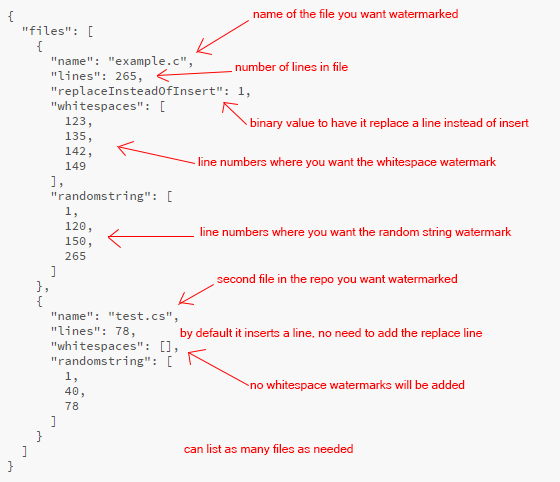 {
"files": [
{
"name": "example.c",
"lines": 265,
"replaceInsteadOfInsert": 1,
"whitespaces": [
123,
135,
142,
149
],
"randomstring": [
1,
120,
150,
265
]
},
{
"name": "test.cs",
"lines": 78,
"whitespaces": [],
"randomstring": [
1,
40,
78
]
}
]
}
name of the file you want watermarked
number of lines in file
binary value to have it replace a line instead of insert
line numbers where you want the whitespace watermark
line numbers where you want the random string watermark
second file in the repo you want watermarked
by default it inserts a line, no need to add the replace line
no whitespace watermarks will be added
can list as many files as needed